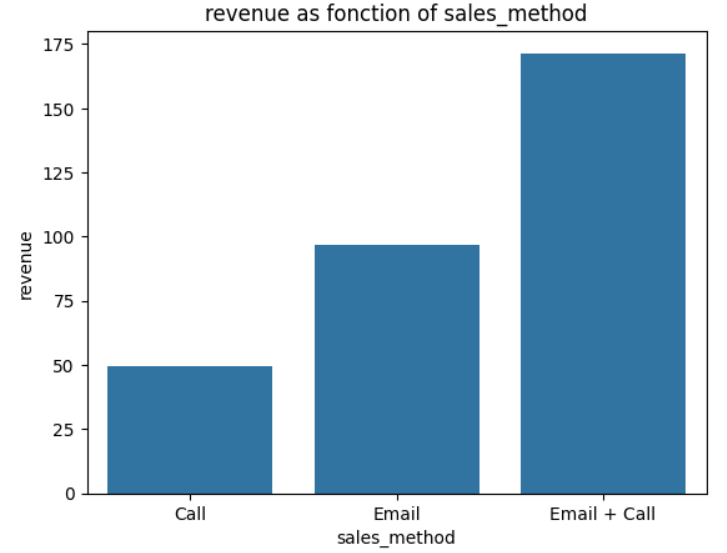 revenue as fonction of sales_method
175
150
125
100
75
50
25
0
revenue
Call
Email
Email + Call
sales_method